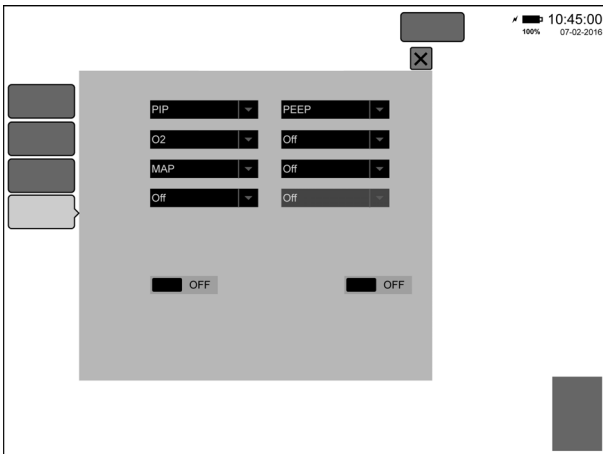 10:45:00
100% 07-02-2016
PIP PEEP
O2 Off
MAP Off
Off Off
OFF OFF